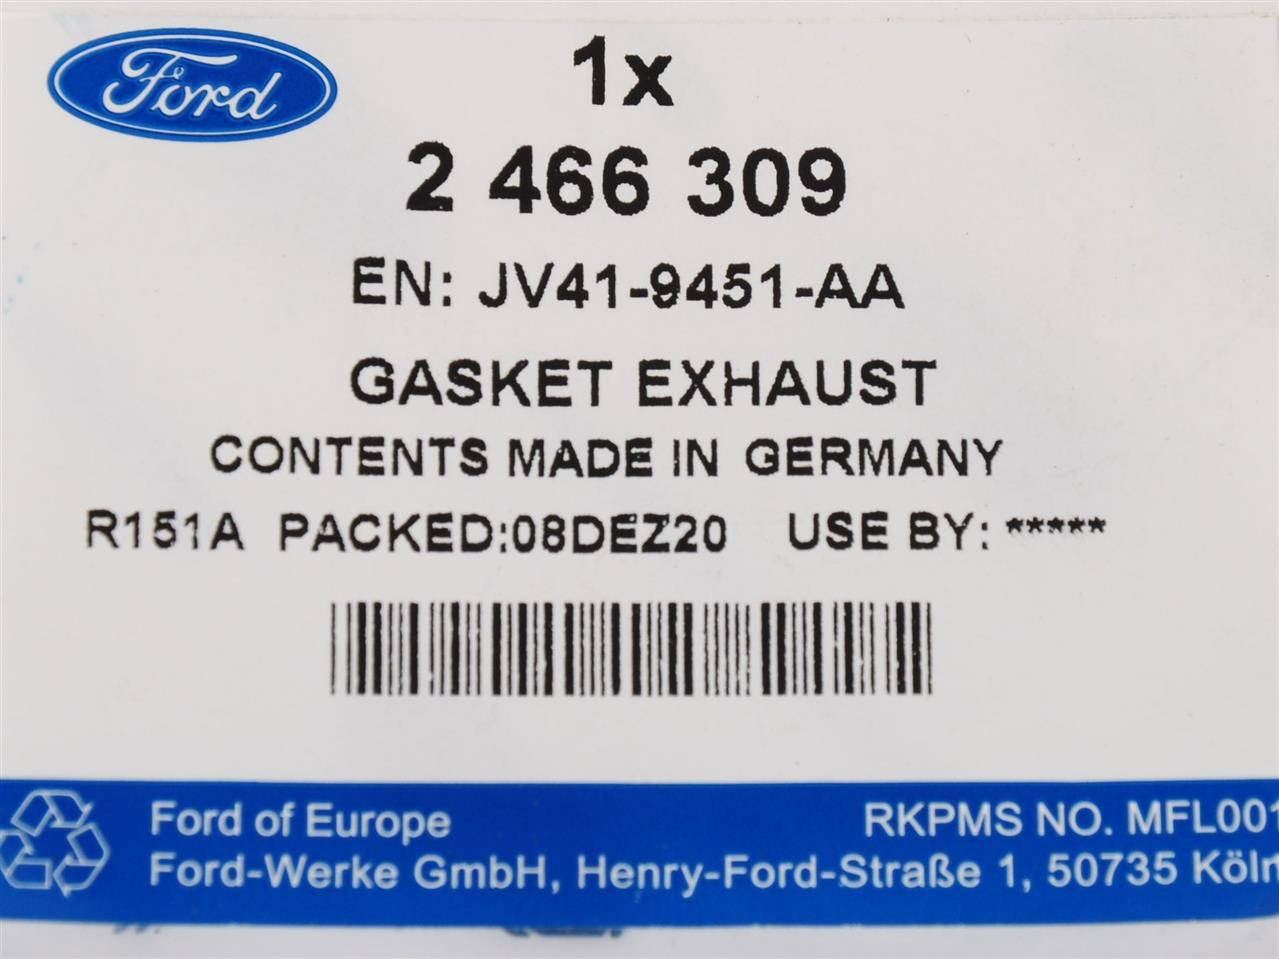 Ford
1x
2 466 309
EN: JV41-9451-AA
GASKET EXHAUST
CONTENTS MADE IN GERMANY
R151A PACKED:08DEZ20 USE BY: *****
Ford of Europe RKPMS NO. MFL001
Ford-Werke GmbH, Henry-Ford-Straße 1, 50735 Köln